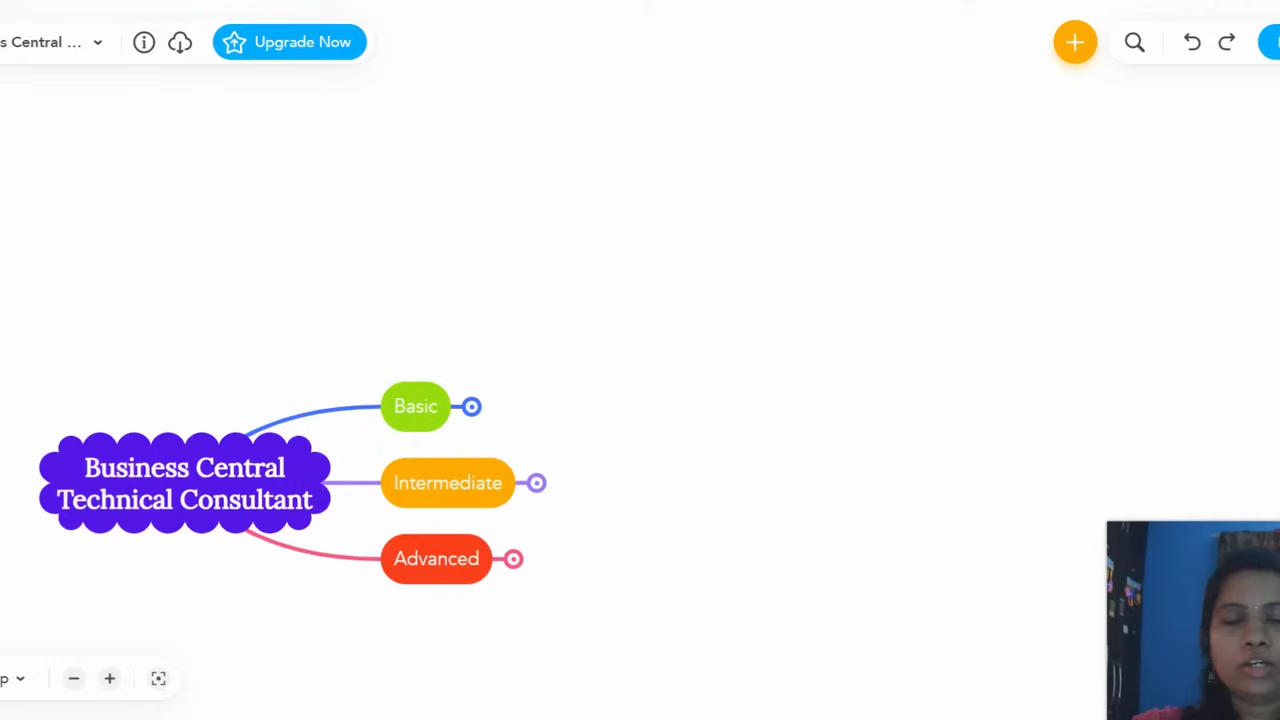 s Central ...
Upgrade Now
Basic
Business Central
Technical Consultant
Intermediate
Advanced
p